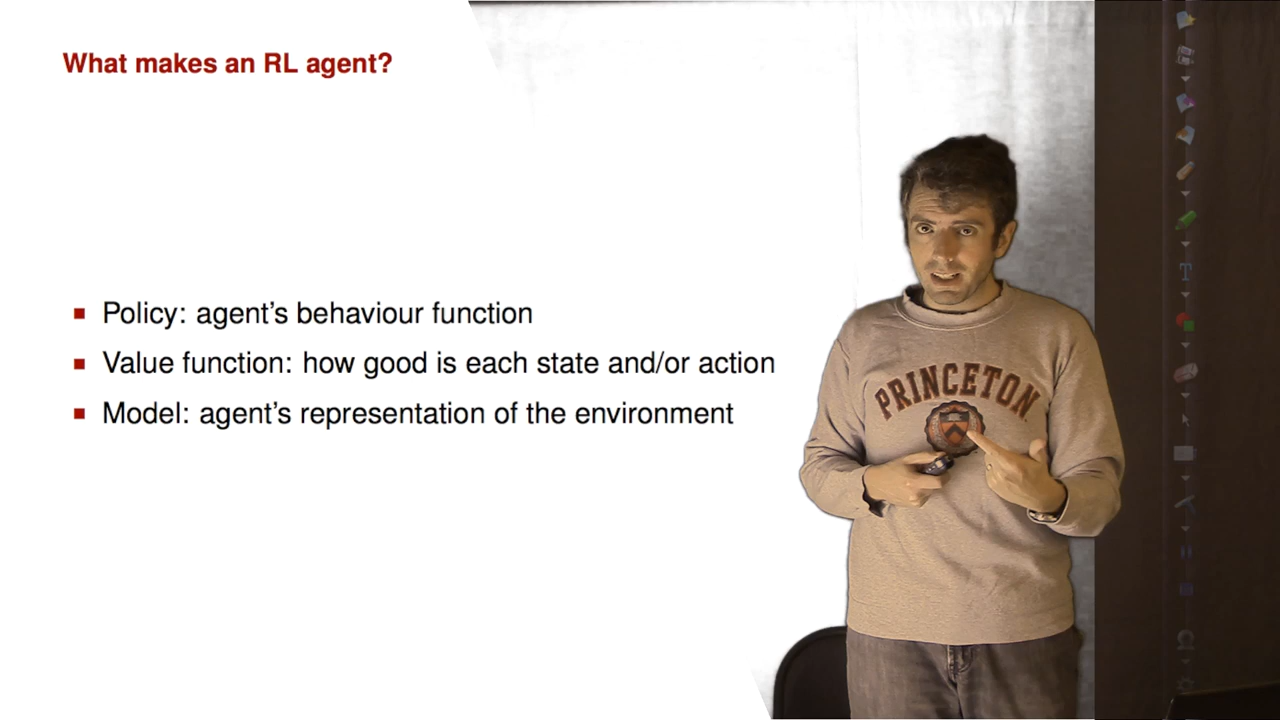 What makes an RL agent?
Policy: agent's behaviour function
Value function: how good is each state and/or action
Model: agent's representation of the environment
PRINCETON
T